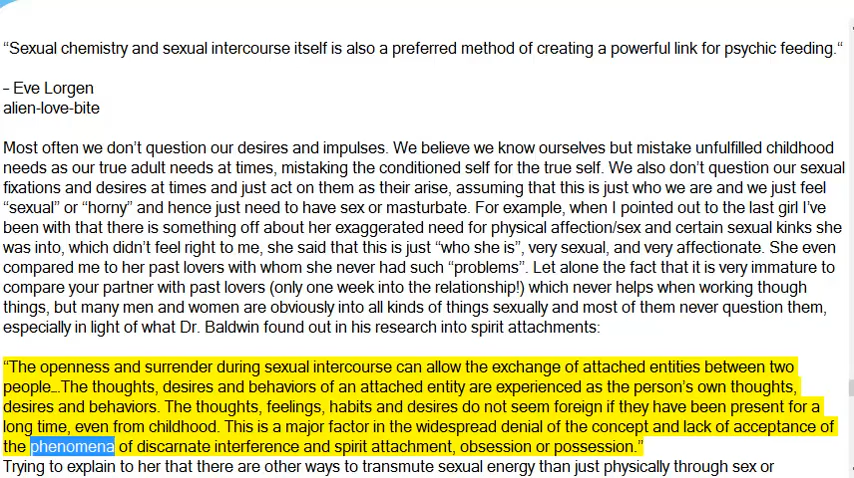 “Sexual chemistry and sexual intercourse itself is also a preferred method of creating a powerful link for psychic feeding.“
– Eve Lorgen
alien-love-bite
Most often we don’t question our desires and impulses. We believe we know ourselves but mistake unfulfilled childhood
needs as our true adult needs at times, mistaking the conditioned self for the true self. We also don’t question our sexual
fixations and desires at times and just act on them as their arise, assuming that this is just who we are and we just feel
“sexual” or “horny” and hence just need to have sex or masturbate. For example, when I pointed out to the last girl I’ve
been with that there is something off about her exaggerated need for physical affection/sex and certain sexual kinks she
was into, which didn’t feel right to me, she said that this is just “who she is”, very sexual, and very affectionate. She even
compared me to her past lovers with whom she never had such “problems”. Let alone the fact that it is very immature to
compare your partner with past lovers (only one week into the relationship!) which never helps when working though
things, but many men and women are obviously into all kinds of things sexually and most of them never question them,
especially in light of what Dr. Baldwin found out in his research into spirit attachments:
“The openness and surrender during sexual intercourse can allow the exchange of attached entities between two
people…The thoughts, desires and behaviors of an attached entity are experienced as the person’s own thoughts,
desires and behaviors. The thoughts, feelings, habits and desires do not seem foreign if they have been present for a
long time, even from childhood. This is a major factor in the widespread denial of the concept and lack of acceptance of
the phenomena of discarnate interference and spirit attachment, obsession or possession.”
Trying to explain to her that there are other ways to transmute sexual energy than just physically through sex or